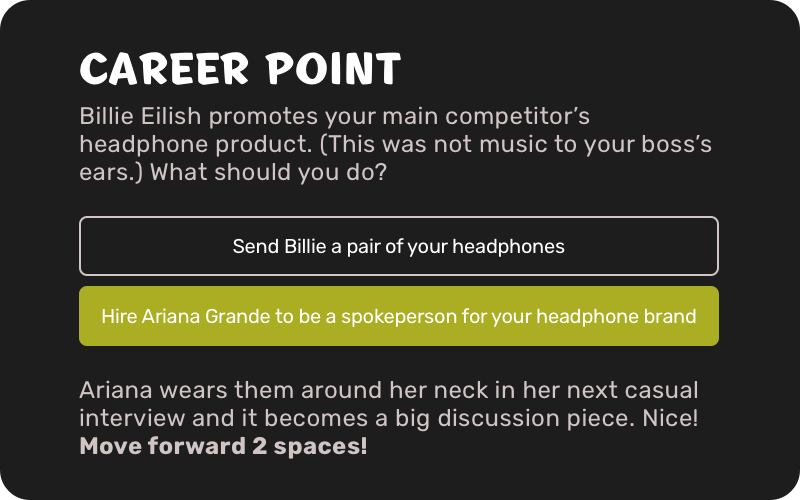 CAREER POINT
Billie Eilish promotes your main competitor’s
headphone product. (This was not music to your boss’s
ears.) What should you do?
Send Billie a pair of your headphones
Hire Ariana Grande to be a spokeperson for your headphone brand
Ariana wears them around her neck in her next casual
interview and it becomes a big discussion piece. Nice!
Move forward 2 spaces!